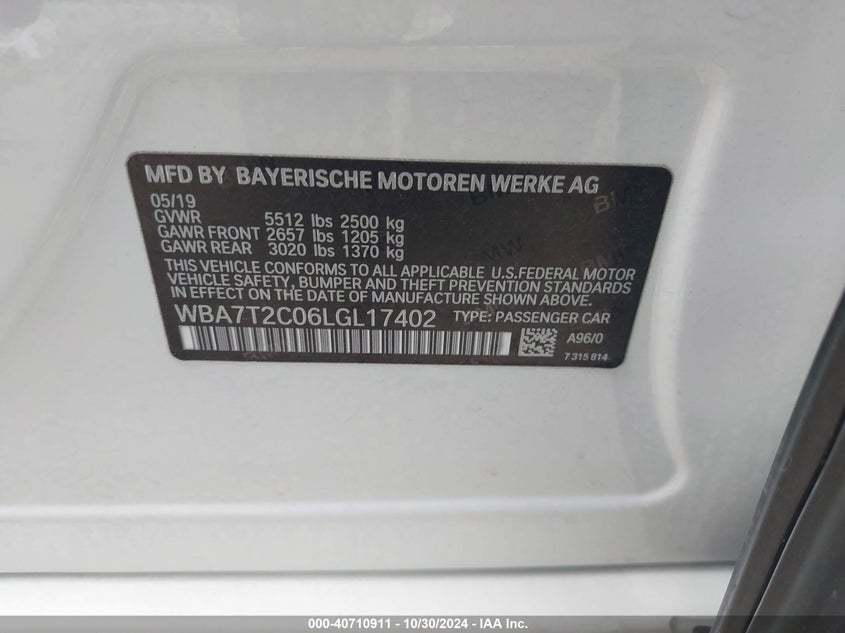 MFD BY BAYERISCHE MOTOREN WERKE AG
05/19
GVWR 5512 lbs 2500 kg
GAWR FRONT 2657 lbs 1205 kg
GAWR REAR 3020 lbs 1370 kg
THIS VEHICLE CONFORMS TO ALL APPLICABLE U.S.FEDERAL MOTOR
VEHICLE SAFETY, BUMPER AND THEFT PREVENTION STANDARDS
IN EFFECT ON THE DATE OF MANUFACTURE SHOWN ABOVE.
WBA7T2C06LGL17402 TYPE: PASSENGER CAR
A96/0
7 315 814
000-40710911 - 10/30/2024 - IAA Inc.